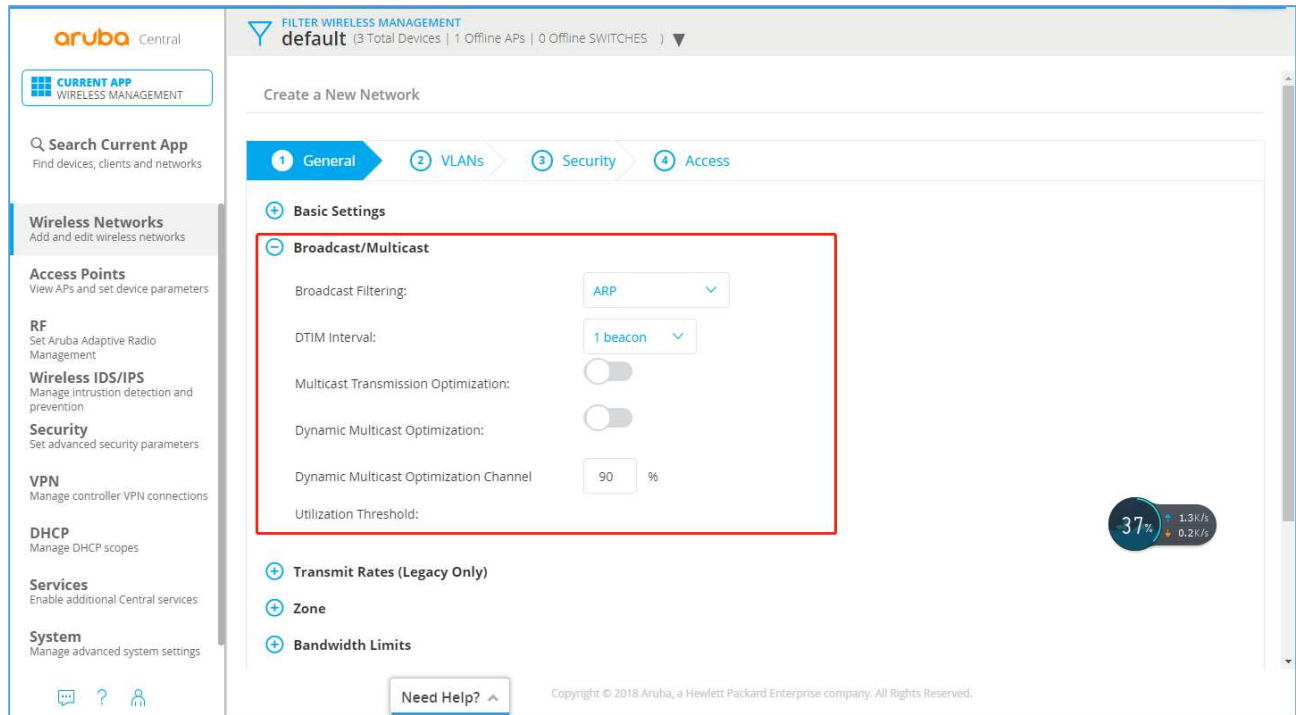 aruba Central
FILTER WIRELESS MANAGEMENT
default (3 Total Devices | 1 Offline APs | 0 Offline SWITCHES )
CURRENT APP
WIRELESS MANAGEMENT
Create a New Network
Search Current App
Find devices, clients and networks
1 General 2 VLANs 3 Security 4 Access
Basic Settings
Wireless Networks
Add and edit wireless networks
Broadcast/Multicast
Access Points
View APs and set device parameters
Broadcast Filtering: ARP
RF
Set Aruba Adaptive Radio
Management
DTIM Interval: 1 beacon
Wireless IDS/IPS
Manage intrustion detection and
prevention
Multicast Transmission Optimization:
Security
Set advanced security parameters
Dynamic Multicast Optimization:
VPN
Manage controller VPN connections
Dynamic Multicast Optimization Channel 90 %
Utilization Threshold:
37% 1.3K/s
0.2K/s
DHCP
Manage DHCP scopes
Transmit Rates (Legacy Only)
Services
Enable additional Central services
Zone
System
Manage advanced system settings
Bandwidth Limits
?
Need Help?
Copyright © 2018 Aruba, a Hewlett Packard Enterprise company. All Rights Reserved.